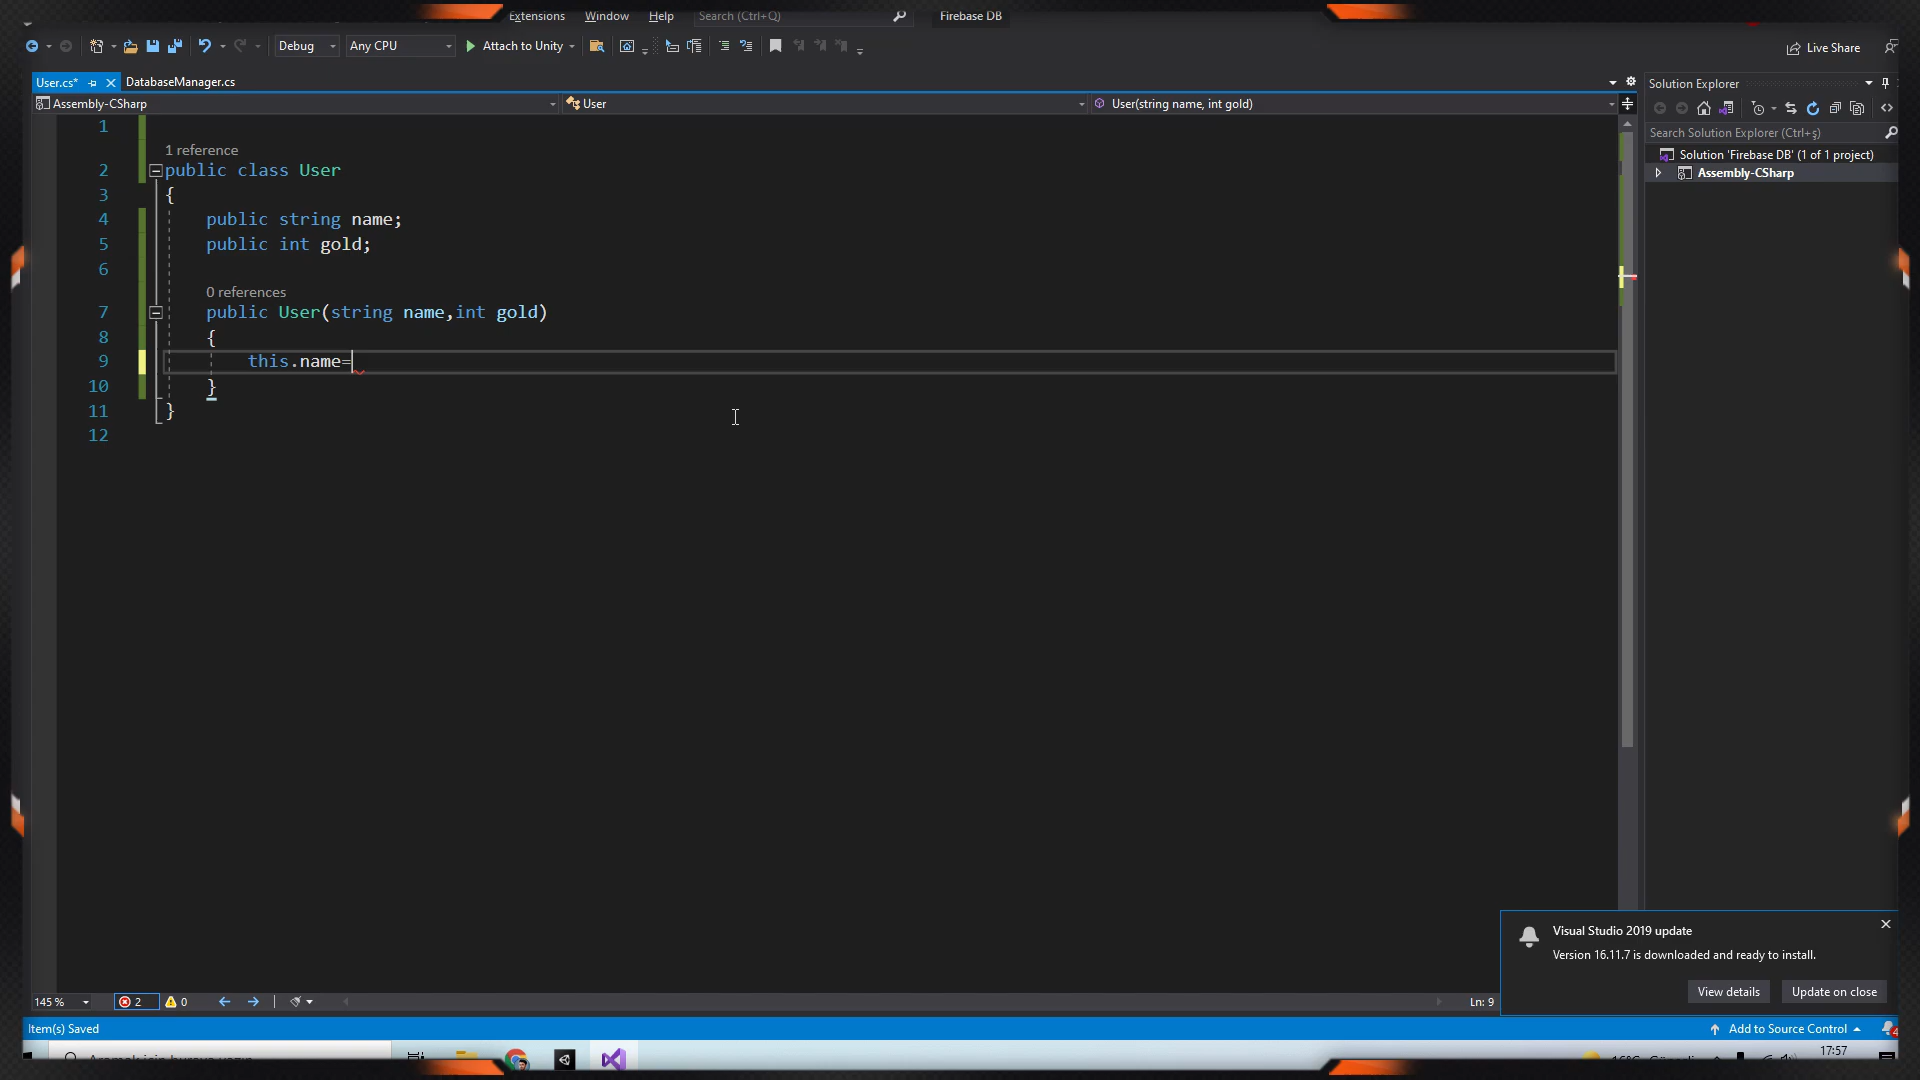 Extensions Window Help Search (Ctrl+Q) Firebase DB
Debug Any CPU Attach to Unity Live Share
User.cs* DatabaseManager.cs
Assembly-CSharp User User(string name, int gold)
1
1 reference
2 public class User
3 {
4 public string name;
5 public int gold;
6
0 references
7 public User(string name,int gold)
8 {
9 this.name=
10 }
11 }
12
Solution Explorer
Search Solution Explorer (Ctrl+ş)
Solution 'Firebase DB' (1 of 1 project)
Assembly-CSharp
Visual Studio 2019 update
Version 16.11.7 is downloaded and ready to install.
View details Update on close
145 % 2 0 Ln: 9
Item(s) Saved Add to Source Control 4
17:57